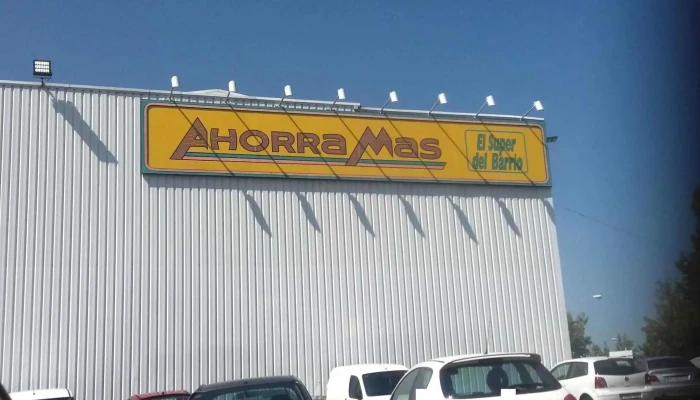 AHORRA MAS
El Super
del Barrio